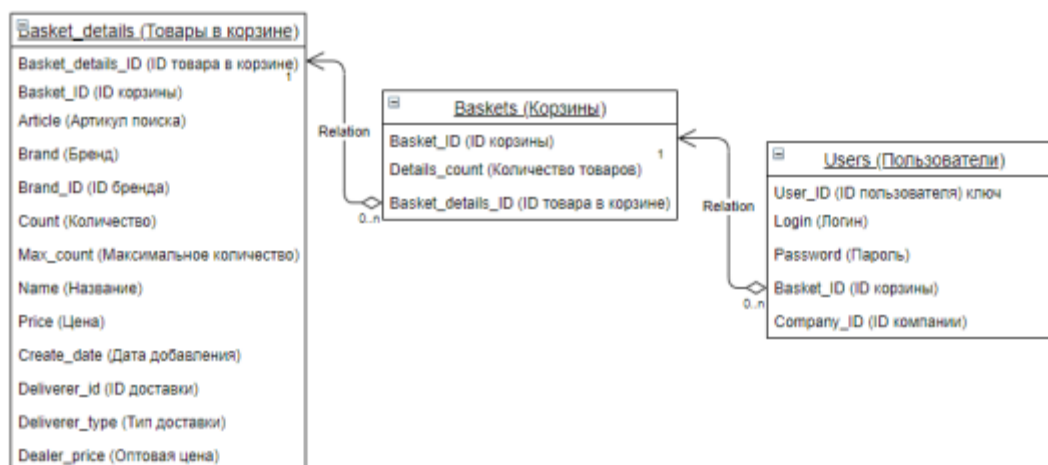 Basket_details (Товары в корзине)
Basket_details_ID (ID товара в корзине)
1
Basket_ID (ID корзины)
Article (Артикул поиска)
Brand (Бренд)
Brand_ID (ID бренда)
Count (Количество)
Max_count (Максимальное количество)
Name (Название)
Price (Цена)
Create_date (Дата добавления)
Deliverer_id (ID доставки)
Deliverer_type (Тип доставки)
Dealer_price (Оптовая цена)
Relation
0..n
Baskets (Корзины)
Basket_ID (ID корзины)
1
Details_count (Количество товаров)
Basket_details_ID (ID товара в корзине)
Relation
0..n
Users (Пользователи)
User_ID (ID пользователя) ключ
Login (Логин)
Password (Пароль)
Basket_ID (ID корзины)
Company_ID (ID компании)